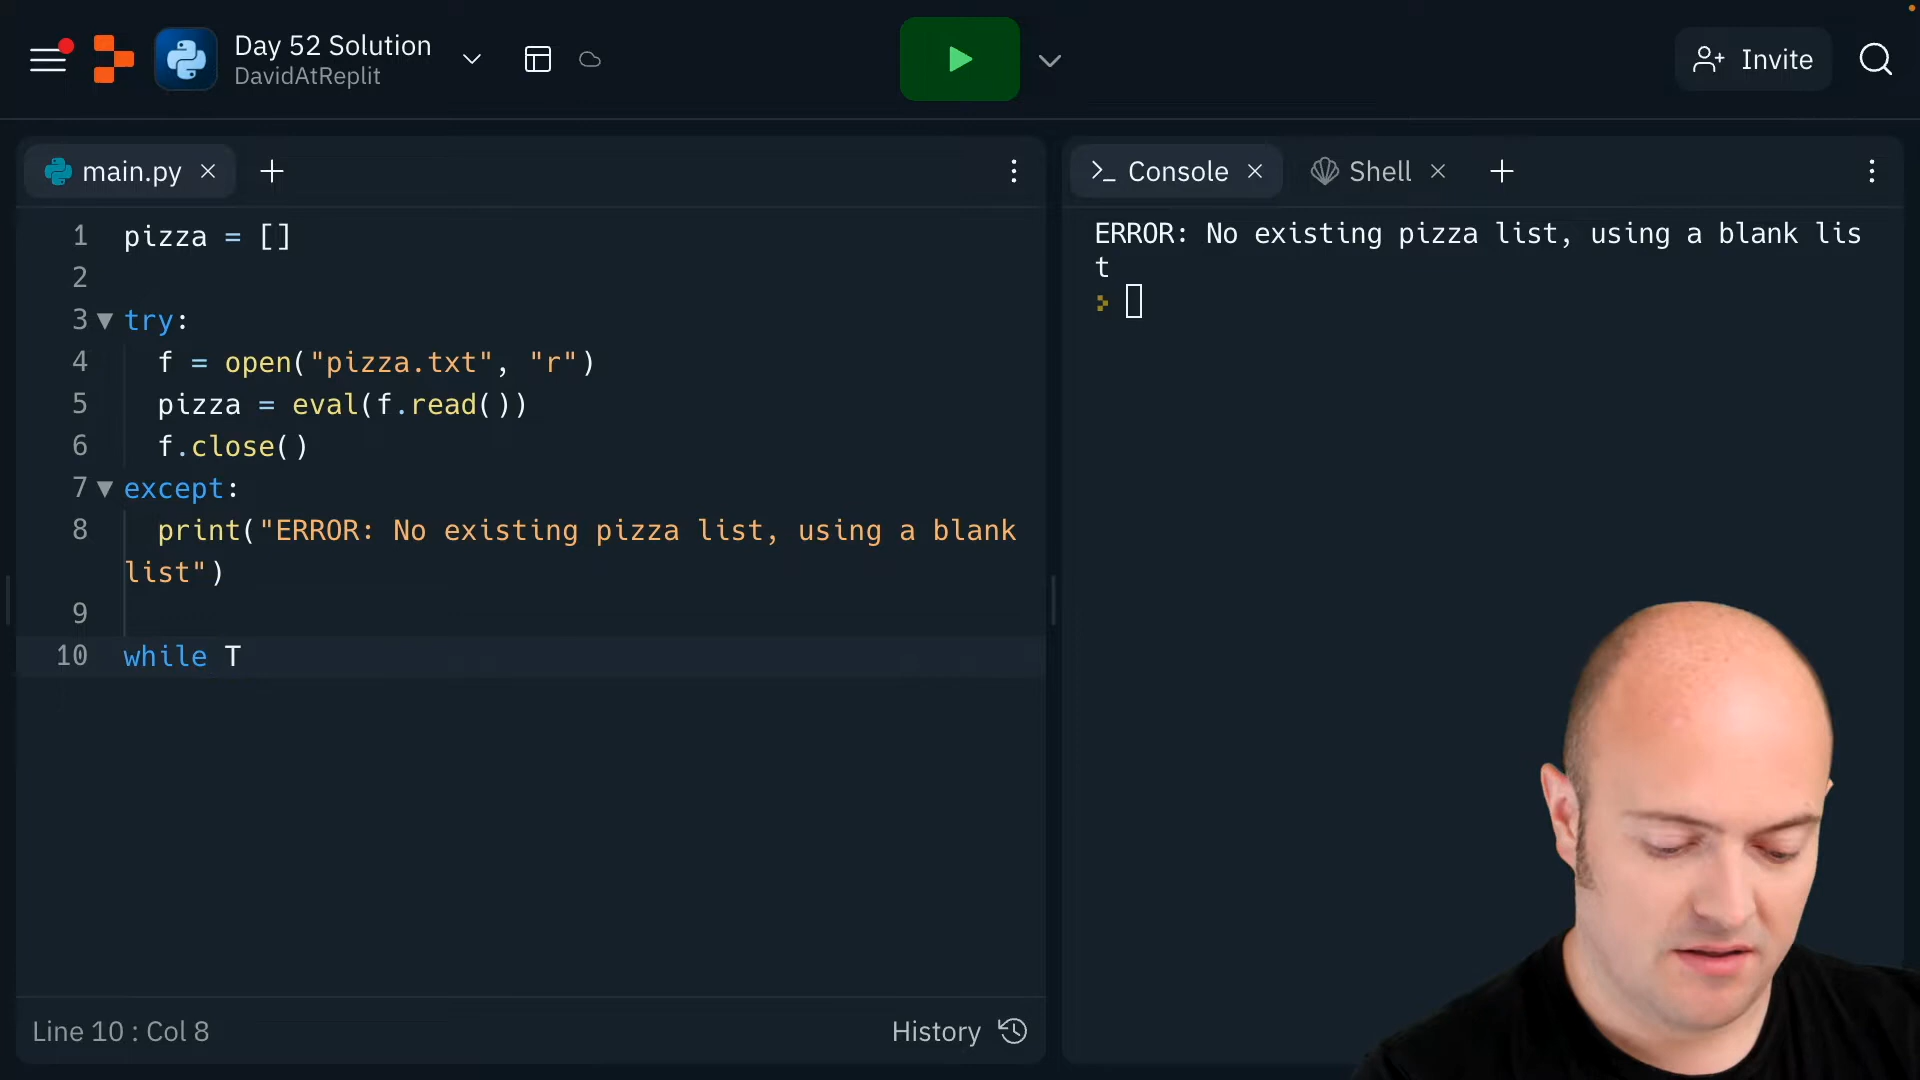 Day 52 Solution
DavidAtReplit
Invite
main.py
Console
Shell
1 pizza = []
2
3 try:
4 f = open("pizza.txt", "r")
5 pizza = eval(f.read())
6 f.close()
7 except:
8 print("ERROR: No existing pizza list, using a blank
list")
9
10 while T
Line 10 : Col 8
History
ERROR: No existing pizza list, using a blank lis
t